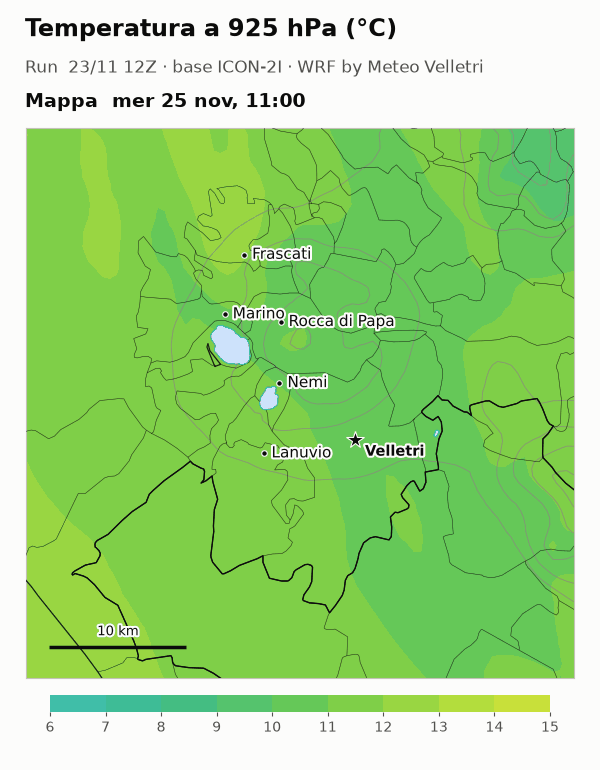 Temperatura a 925 hPa (°C)
Run  23/11 12Z · base ICON-2I · WRF by Meteo Velletri
Mappa  mer 25 nov, 11:00
Frascati
Marino
Rocca di Papa
Nemi
Velletri
Lanuvio
10 km
6 7 8 9 10 11 12 13 14 15